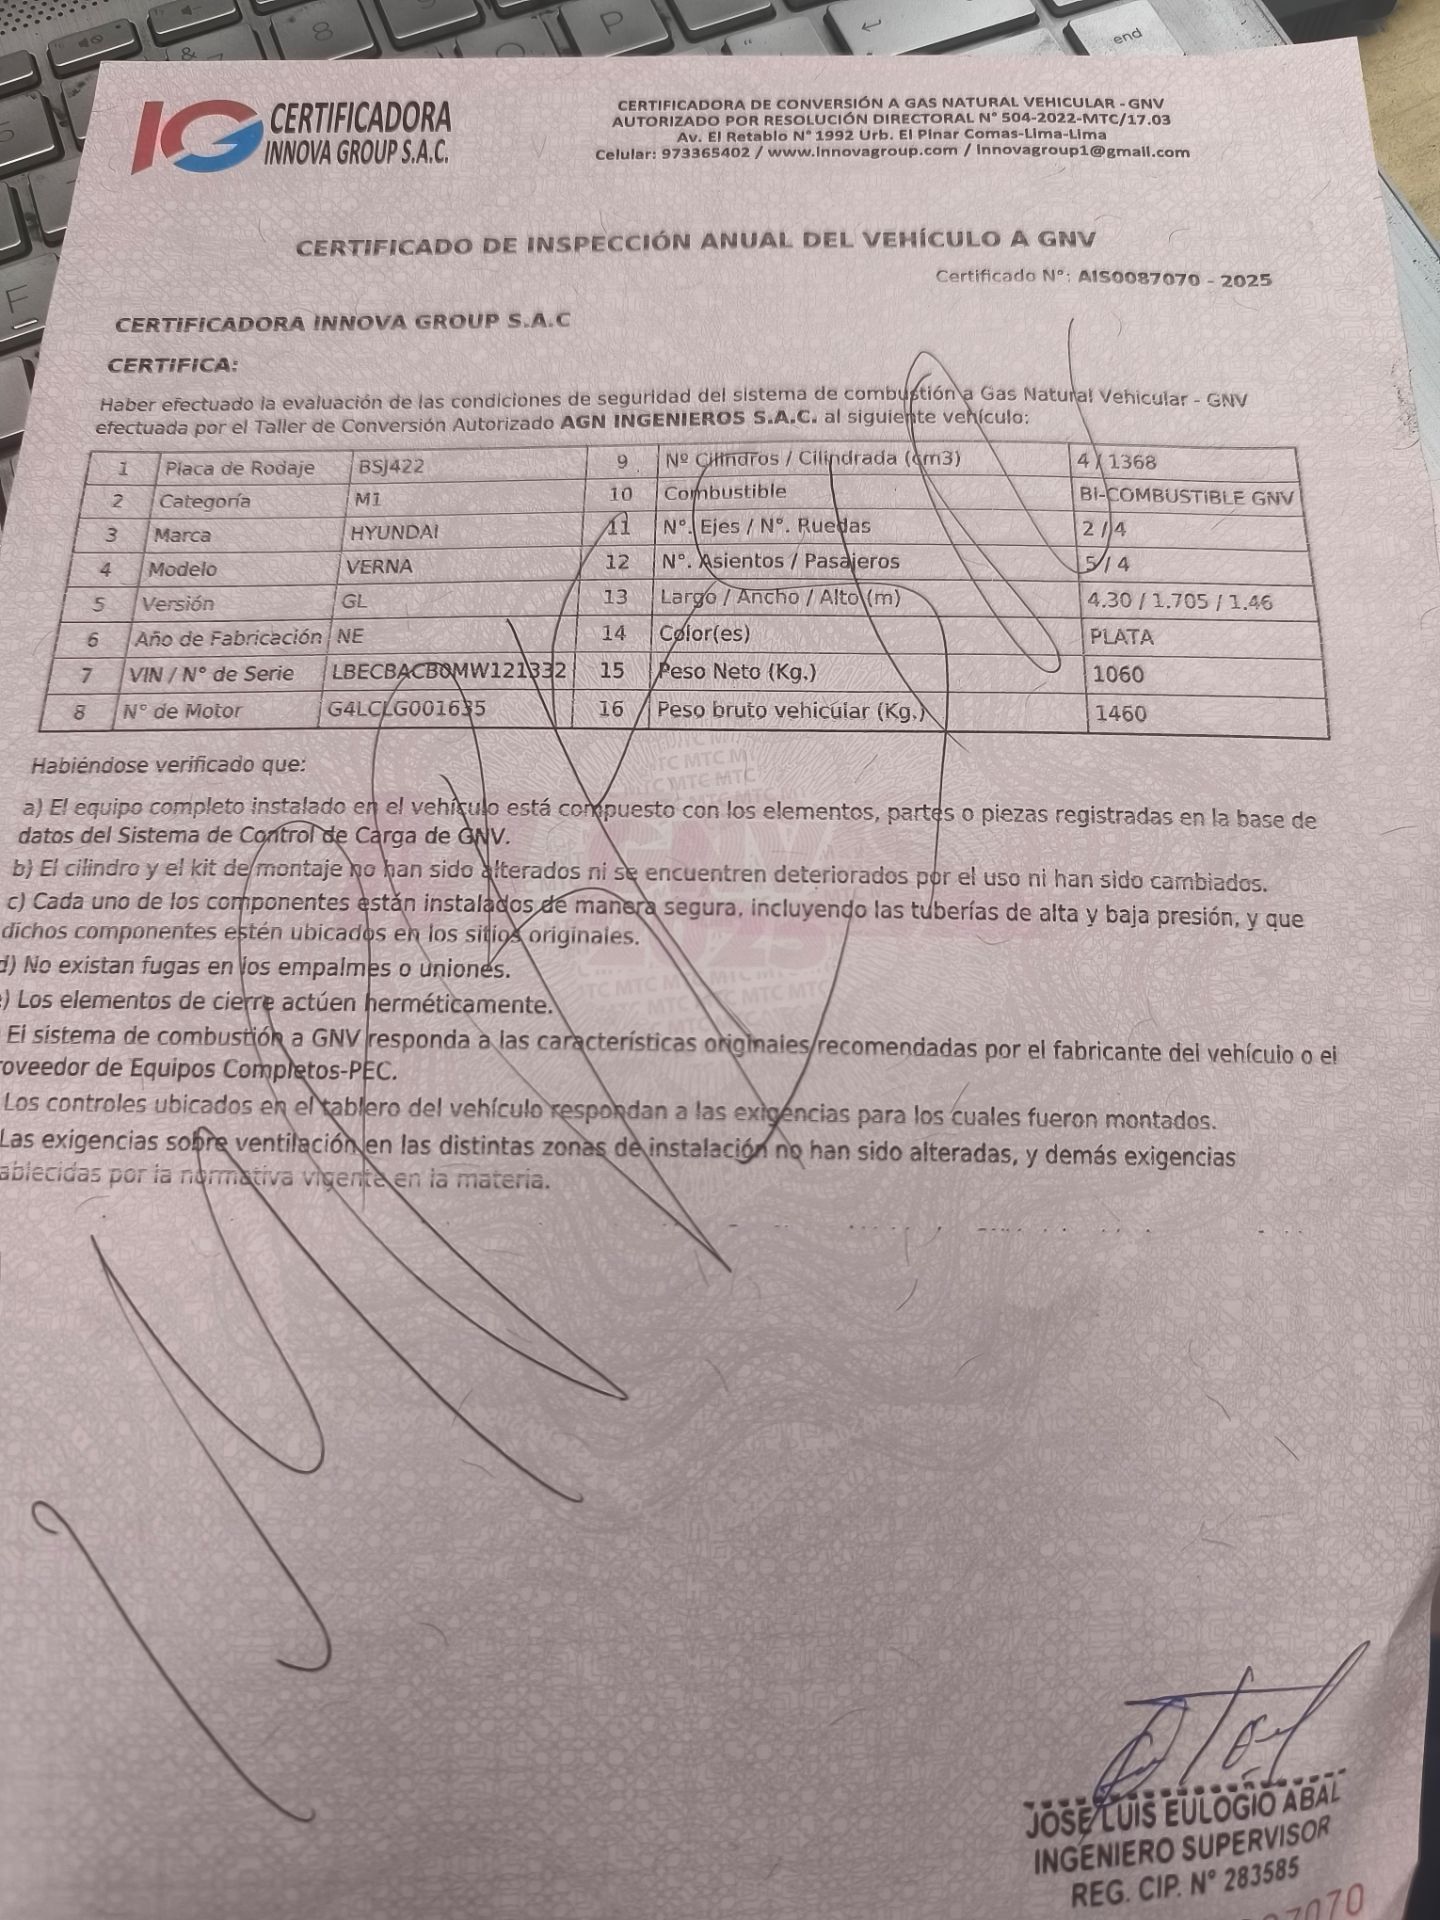 IG CERTIFICADORA
INNOVA GROUP S.A.C.
CERTIFICADORA DE CONVERSIÓN A GAS NATURAL VEHICULAR - GNV
AUTORIZADO POR RESOLUCIÓN DIRECTORAL N° 504-2022-MTC/17.03
Av. El Retablo N° 1992 Urb. El Pinar Comas-Lima-Lima
Celular: 973365402 / www.innovagroup.com / innovagroup1@gmail.com
CERTIFICADO DE INSPECCIÓN ANUAL DEL VEHÍCULO A GNV
Certificado N°: AIS0087070 - 2025
CERTIFICADORA INNOVA GROUP S.A.C
CERTIFICA:
Haber efectuado la evaluación de las condiciones de seguridad del sistema de combustión a Gas Natural Vehicular - GNV
efectuada por el Taller de Conversión Autorizado AGN INGENIEROS S.A.C. al siguiente vehículo:
1 Placa de Rodaje BSJ422 9 Nº Cilindros / Cilindrada (cm3) 4 / 1368
2 Categoría M1 10 Combustible BI-COMBUSTIBLE GNV
3 Marca HYUNDAI 11 N°. Ejes / N°. Ruedas 2 / 4
4 Modelo VERNA 12 N°. Asientos / Pasajeros 5 / 4
5 Versión GL 13 Largo / Ancho / Alto (m) 4.30 / 1.705 / 1.46
6 Año de Fabricación NE 14 Color(es) PLATA
7 VIN / N° de Serie LBECBACB0MW121332 15 Peso Neto (Kg.) 1060
8 N° de Motor G4LCLG001635 16 Peso bruto vehicular (Kg.) 1460
Habiéndose verificado que:
a) El equipo completo instalado en el vehículo está compuesto con los elementos, partes o piezas registradas en la base de
datos del Sistema de Control de Carga de GNV.
b) El cilindro y el kit de montaje no han sido alterados ni se encuentren deteriorados por el uso ni han sido cambiados.
c) Cada uno de los componentes están instalados de manera segura, incluyendo las tuberías de alta y baja presión, y que
dichos componentes estén ubicados en los sitios originales.
d) No existan fugas en los empalmes o uniones.
) Los elementos de cierre actúen herméticamente.
El sistema de combustión a GNV responda a las características originales recomendadas por el fabricante del vehículo o el
roveedor de Equipos Completos-PEC.
Los controles ubicados en el tablero del vehículo respondan a las exigencias para los cuales fueron montados.
Las exigencias sobre ventilación en las distintas zonas de instalación no han sido alteradas, y demás exigencias
ablecidas por la normativa vigente en la materia.
JOSE LUIS EULOGIO ABAL
INGENIERO SUPERVISOR
REG. CIP. N° 283585
7070